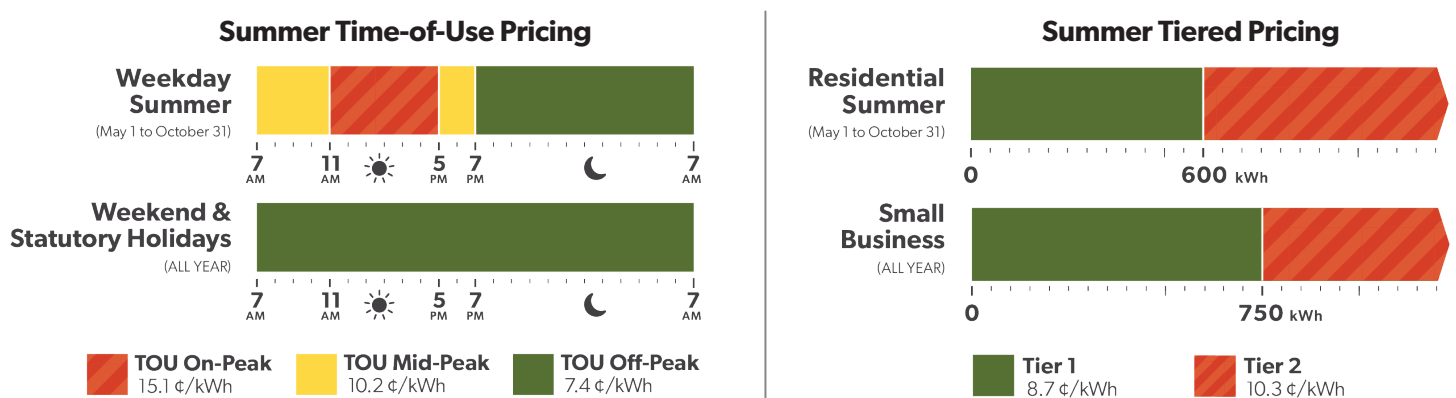 Summer Time-of-Use Pricing
Weekday
Summer
(May 1 to October 31)
7 11 5 7 7
AM AM PM PM AM
Weekend &
Statutory Holidays
(ALL YEAR)
7 11 5 7 7
AM AM PM PM AM
TOU On-Peak
15.1 ¢/kWh
TOU Mid-Peak
10.2 ¢/kWh
TOU Off-Peak
7.4 ¢/kWh
Summer Tiered Pricing
Residential
Summer
(May 1 to October 31)
0 600 kWh
Small
Business
(ALL YEAR)
0 750 kWh
Tier 1
8.7 ¢/kWh
Tier 2
10.3 ¢/kWh